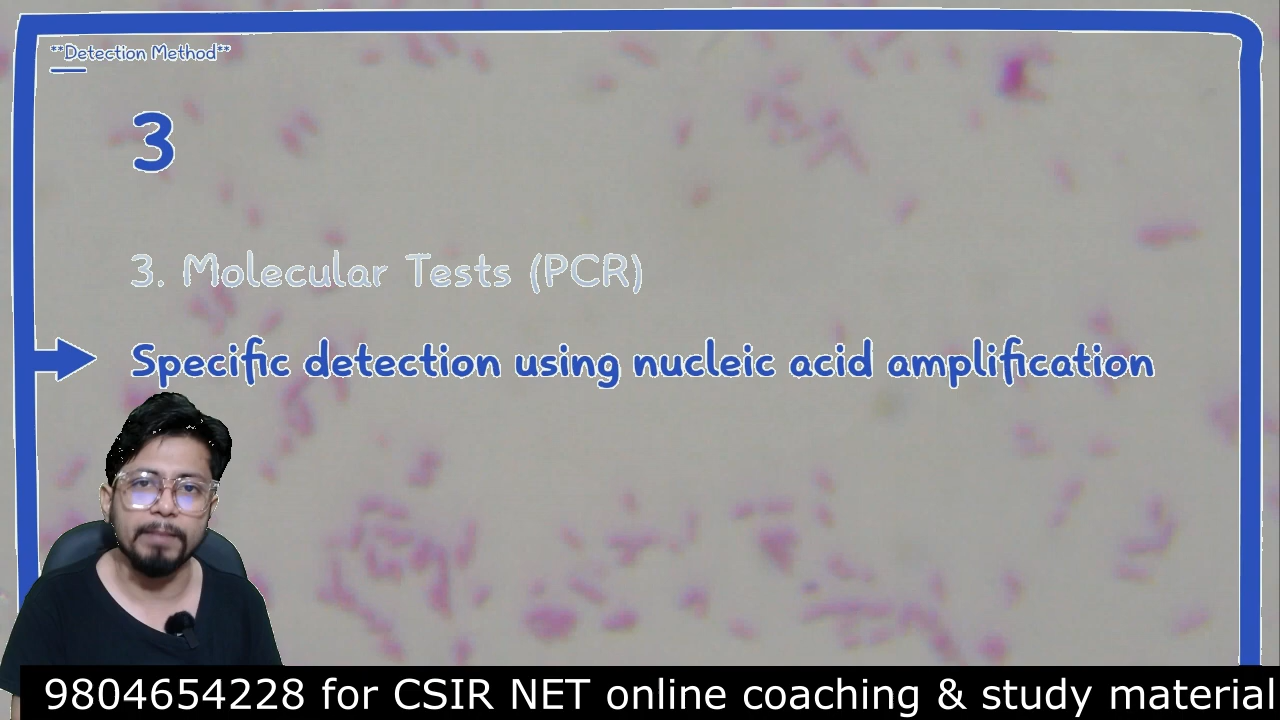 **Detection Method**
3
3. Molecular Tests (PCR)
Specific detection using nucleic acid amplification
9804654228 for CSIR NET online coaching & study material